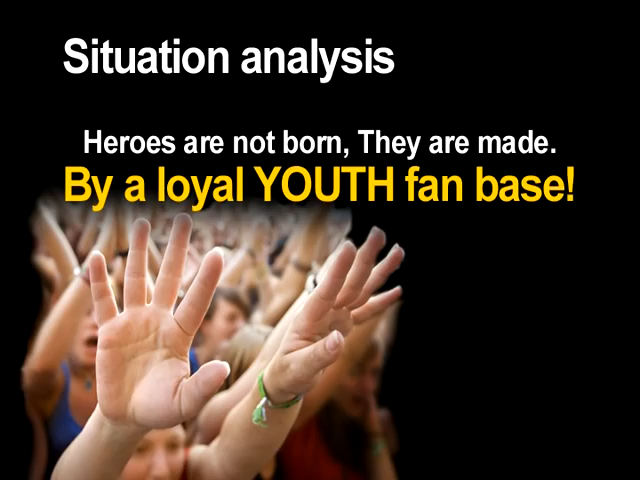 Situation analysis
Heroes are not born, They are made.
By a loyal YOUTH fan base!